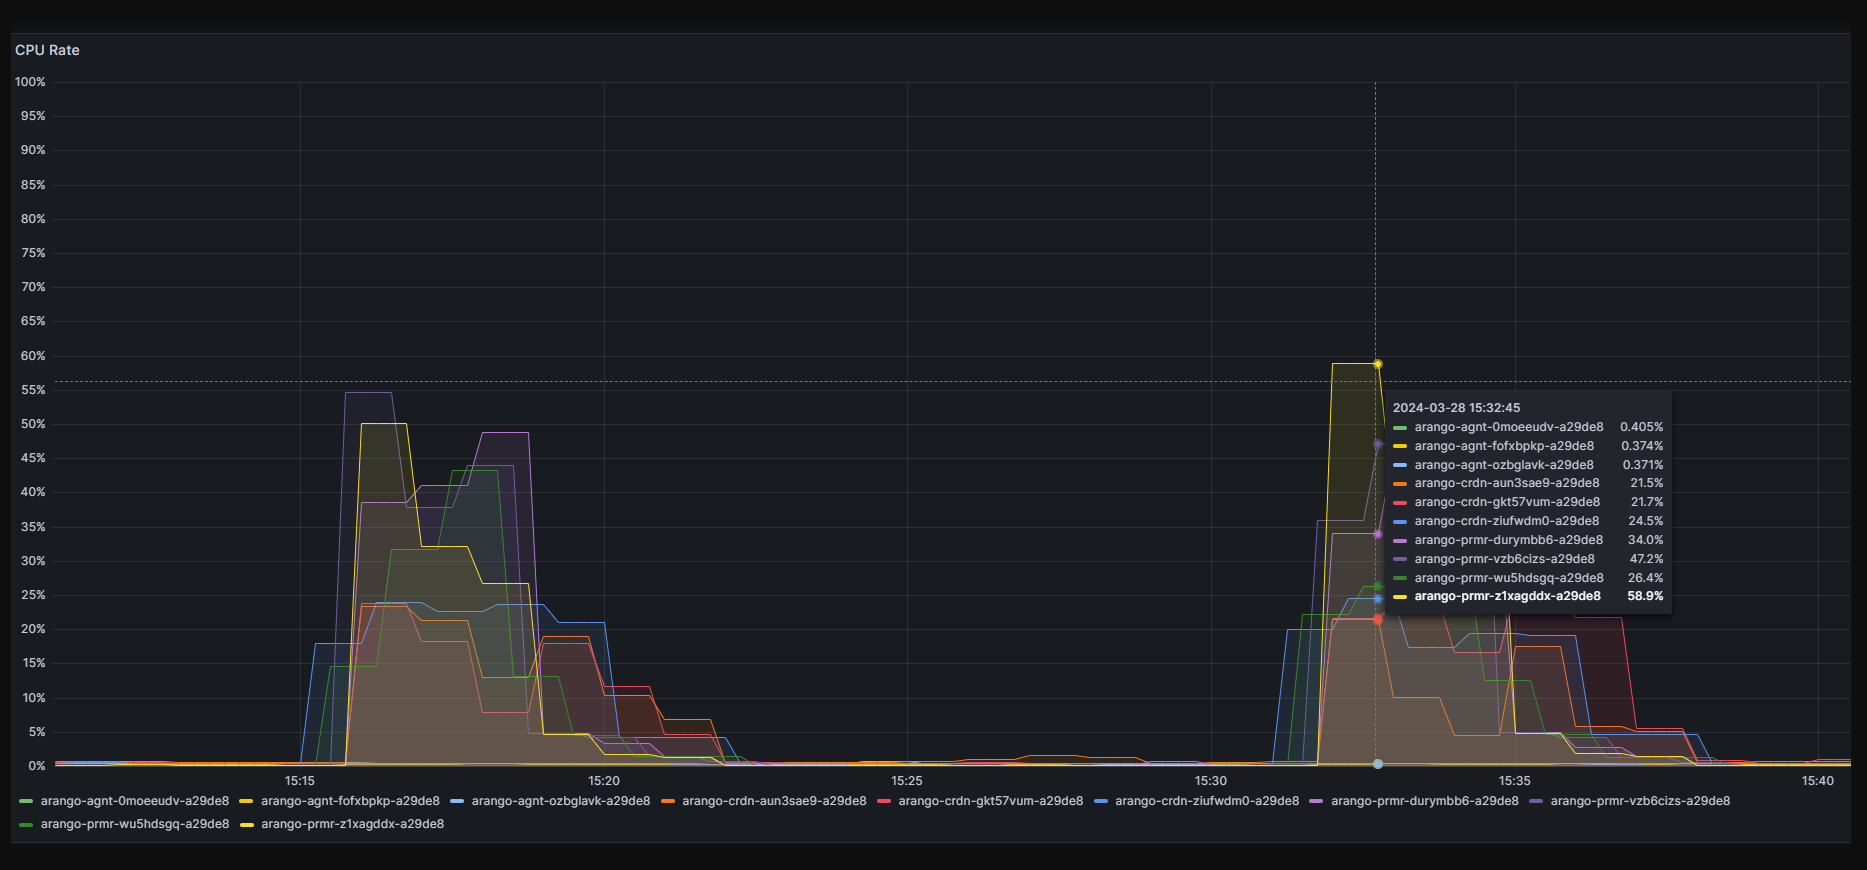 CPU Rate
100%
95%
90%
85%
80%
75%
70%
65%
60%
55%
50%
45%
40%
35%
30%
25%
20%
15%
10%
5%
0%
2024-03-28 15:32:45
arango-agnt-0moeeudv-a29de8 0.405%
arango-agnt-fofxbpkp-a29de8 0.374%
arango-agnt-ozbglavk-a29de8 0.371%
arango-crdn-aun3sae9-a29de8 21.5%
arango-crdn-gkt57vum-a29de8 21.7%
arango-crdn-ziufwdm0-a29de8 24.5%
arango-prmr-durymbb6-a29de8 34.0%
arango-prmr-vzb6cizs-a29de8 47.2%
arango-prmr-wu5hdsgq-a29de8 26.4%
arango-prmr-z1xagddx-a29de8 58.9%
15:15 15:20 15:25 15:30 15:35 15:40
arango-agnt-0moeeudv-a29de8 arango-agnt-fofxbpkp-a29de8 arango-agnt-ozbglavk-a29de8 arango-crdn-aun3sae9-a29de8 arango-crdn-gkt57vum-a29de8 arango-crdn-ziufwdm0-a29de8 arango-prmr-durymbb6-a29de8 arango-prmr-vzb6cizs-a29de8
arango-prmr-wu5hdsgq-a29de8 arango-prmr-z1xagddx-a29de8